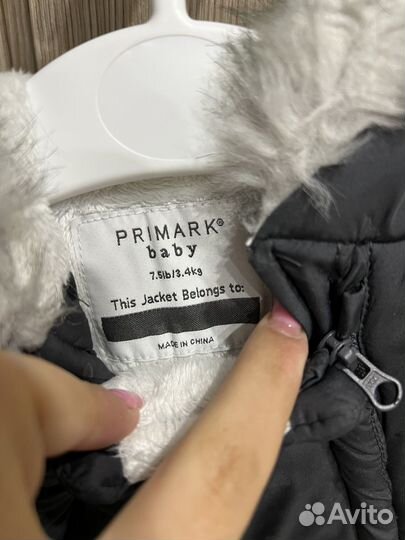 PRIMARK®
baby
7.5lb/3.4kg
This Jacket Belongs to:
MADE IN CHINA
Avito